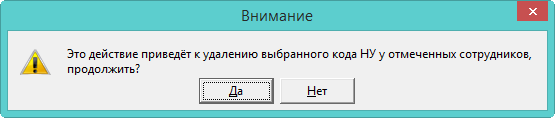 Внимание
Это действие приведёт к удалению выбранного кода НУ у отмеченных сотрудников,
продолжить?
Да
Нет